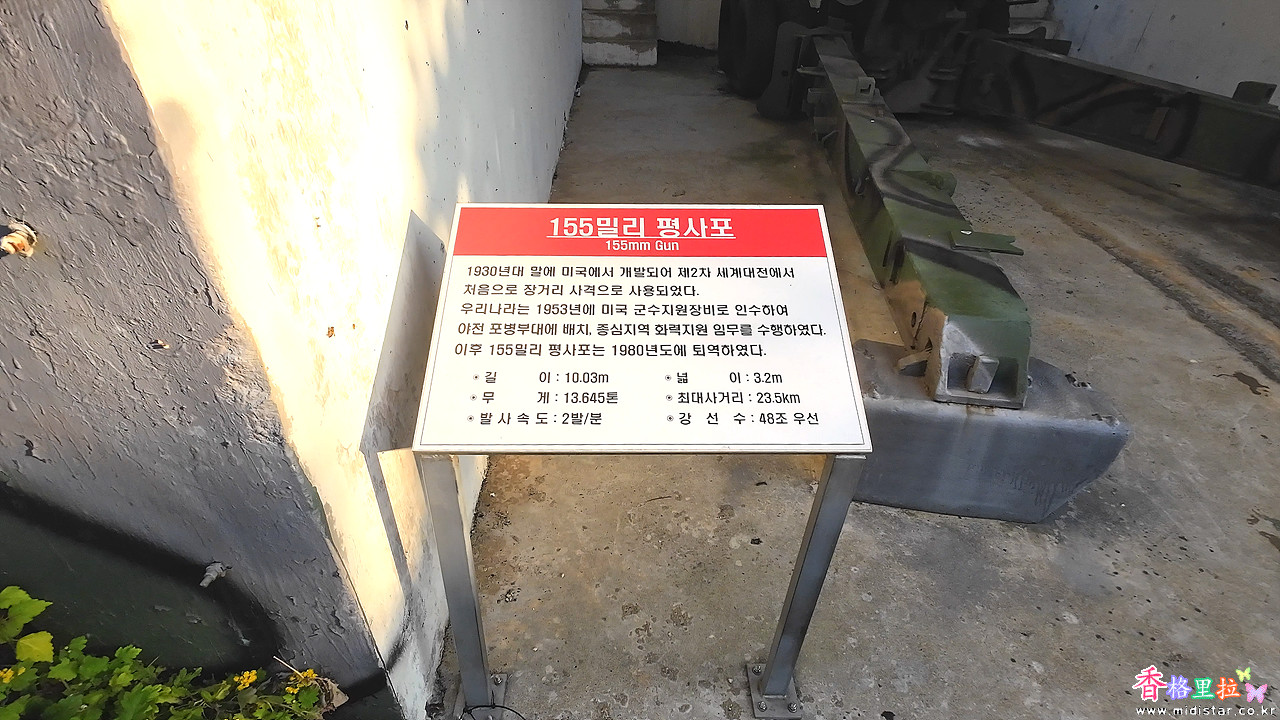 155밀리 평사포
155mm Gun
1930년대 말에 미국에서 개발되어 제2차 세계대전에서
처음으로 장거리 사격으로 사용되었다.
우리나라는 1953년에 미국 군수지원장비로 인수하여
야전 포병부대에 배치, 종심지역 화력지원 임무를 수행하였다.
이후 155밀리 평사포는 1980년도에 퇴역하였다.
길 이 : 10.03m 넓 이 : 3.2m
무 게 : 13.645톤 최대사거리 : 23.5km
발 사 속 도 : 2발/분 강 선 수 : 48조 우선
香格里拉
www.midistar.co.kr